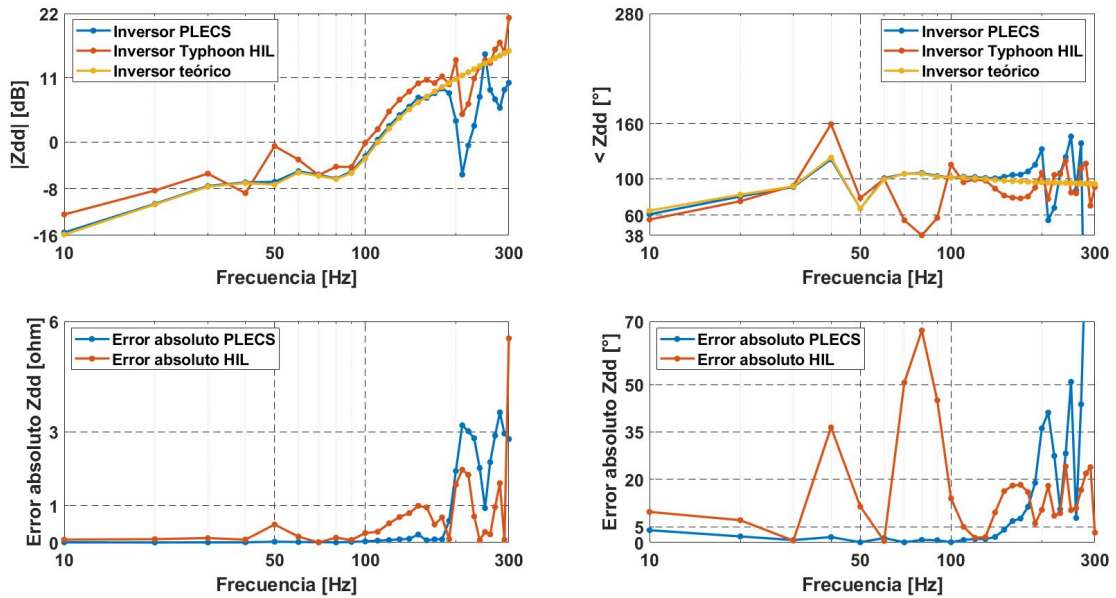 22
11
0
-8
-16
|Zdd| [dB]
Inversor PLECS
Inversor Typhoon HIL
Inversor teórico
10
50
100
300
Frecuencia [Hz]
280
160
100
60
38
< Zdd [°]
Inversor PLECS
Inversor Typhoon HIL
Inversor teórico
10
50
100
300
Frecuencia [Hz]
6
3
1
0
Error absoluto Zdd [ohm]
Error absoluto PLECS
Error absoluto HIL
10
50
100
300
Frecuencia [Hz]
70
50
35
20
5
0
Error absoluto Zdd [°]
Error absoluto PLECS
Error absoluto HIL
10
50
100
300
Frecuencia [Hz]